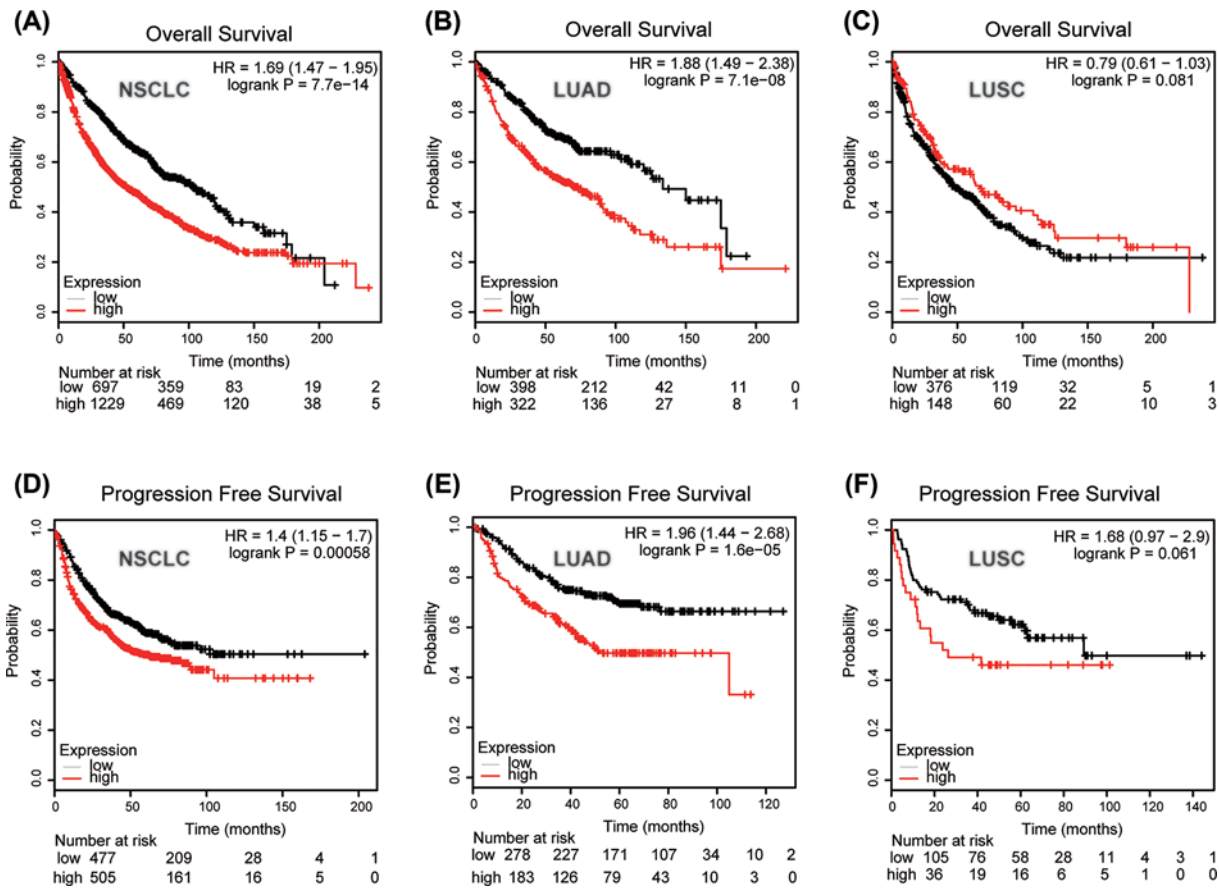 (A)
Overall Survival
HR = 1.69 (1.47 − 1.95)
logrank P = 7.7e−14
NSCLC
Probability
1.0
0.8
0.6
0.4
0.2
0.0
Expression
low
high
0 50 100 150 200
Time (months)
Number at risk
low 697 359 83 19 2
high 1229 469 120 38 5
(B)
Overall Survival
HR = 1.88 (1.49 − 2.38)
logrank P = 7.1e−08
LUAD
Probability
1.0
0.8
0.6
0.4
0.2
0.0
Expression
low
high
0 50 100 150 200
Time (months)
Number at risk
low 398 212 42 11 0
high 322 136 27 8 1
(C)
Overall Survival
HR = 0.79 (0.61 − 1.03)
logrank P = 0.081
LUSC
Probability
1.0
0.8
0.6
0.4
0.2
0.0
Expression
low
high
0 50 100 150 200
Time (months)
Number at risk
low 376 119 32 5 1
high 148 60 22 10 3
(D)
Progression Free Survival
HR = 1.4 (1.15 − 1.7)
logrank P = 0.00058
NSCLC
Probability
1.0
0.8
0.6
0.4
0.2
0.0
Expression
low
high
0 50 100 150 200
Time (months)
Number at risk
low 477 209 28 4 1
high 505 161 16 5 0
(E)
Progression Free Survival
HR = 1.96 (1.44 − 2.68)
logrank P = 1.6e−05
LUAD
Probability
1.0
0.8
0.6
0.4
0.2
0.0
Expression
low
high
0 20 40 60 80 100 120
Time (months)
Number at risk
low 278 227 171 107 34 10 2
high 183 126 79 43 10 3 0
(F)
Progression Free Survival
HR = 1.68 (0.97 − 2.9)
logrank P = 0.061
LUSC
Probability
1.0
0.8
0.6
0.4
0.2
0.0
Expression
low
high
0 20 40 60 80 100 120 140
Time (months)
Number at risk
low 105 76 58 28 11 4 3 1
high 36 19 16 6 5 1 0 0